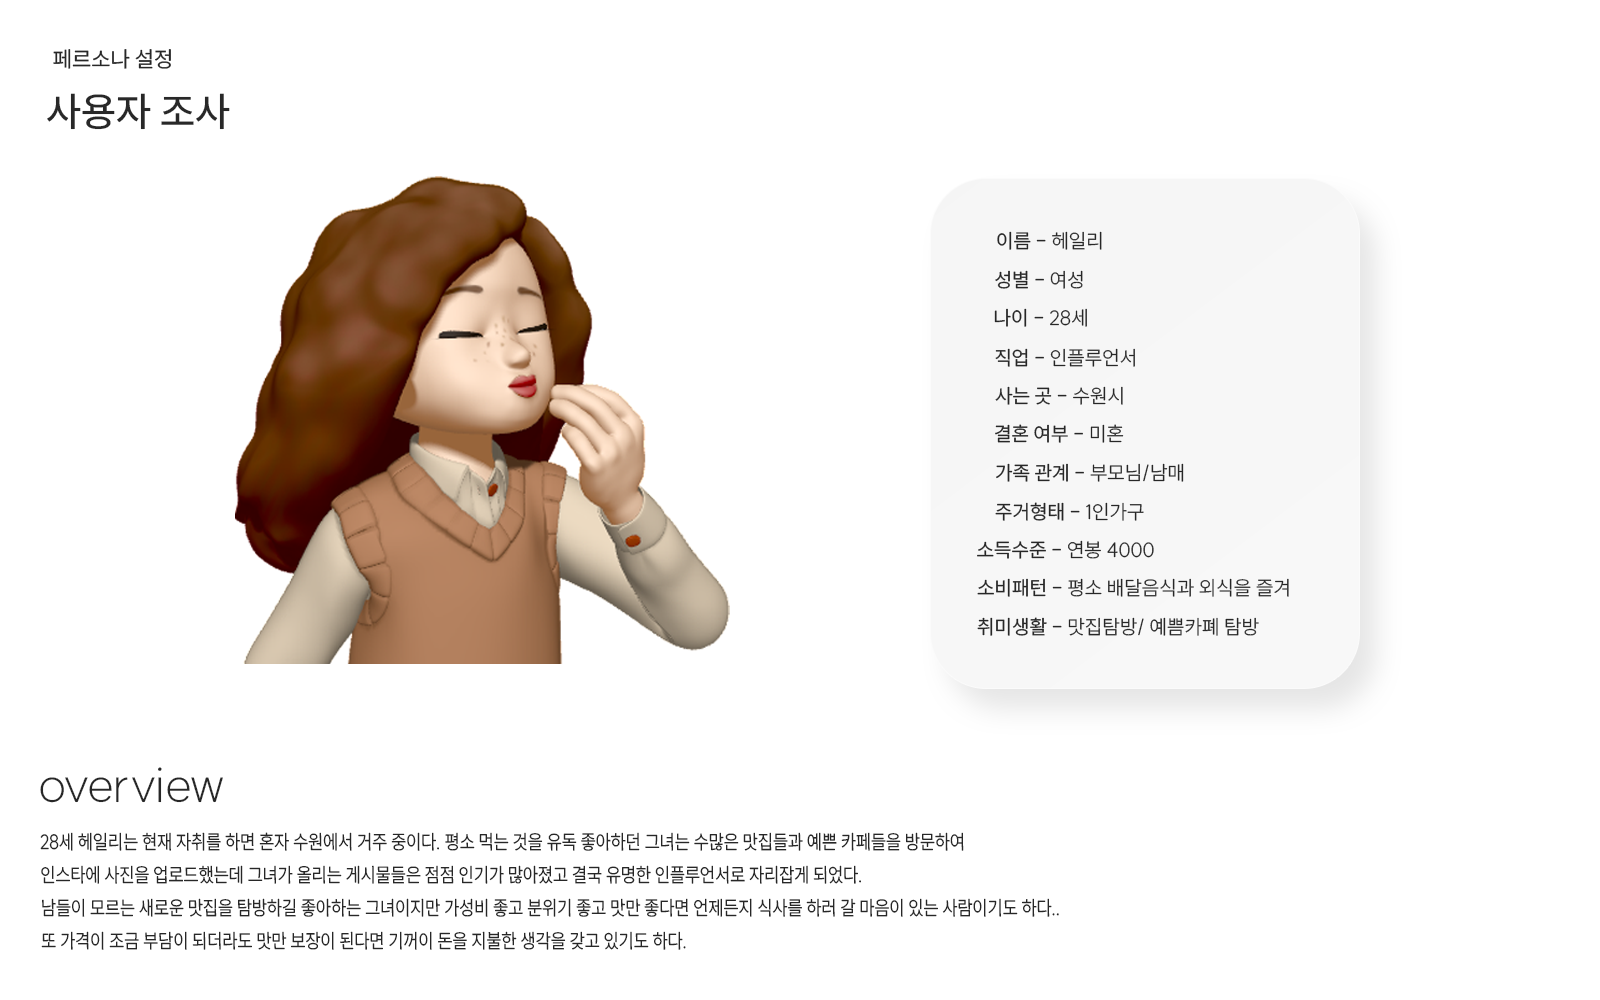 페르소나 설정
사용자 조사
이름 – 헤일리
성별 – 여성
나이 – 28세
직업 – 인플루언서
사는 곳 – 수원시
결혼 여부 – 미혼
가족 관계 – 부모님/남매
주거형태 – 1인가구
소득수준 – 연봉 4000
소비패턴 – 평소 배달음식과 외식을 즐겨
취미생활 – 맛집탐방/ 예쁨카페 탐방
overview
28세 헤일리는 현재 자취를 하면 혼자 수원에서 거주 중이다. 평소 먹는 것을 유독 좋아하던 그녀는 수많은 맛집들과 예쁜 카페들을 방문하여
인스타에 사진을 업로드했는데 그녀가 올리는 게시물들은 점점 인기가 많아졌고 결국 유명한 인플루언서로 자리잡게 되었다.
남들이 모르는 새로운 맛집을 탐방하길 좋아하는 그녀이지만 가성비 좋고 분위기 좋고 맛만 좋다면 언제든지 식사를 하러 갈 마음이 있는 사람이기도 하다..
또 가격이 조금 부담이 되더라도 맛만 보장이 된다면 기꺼이 돈을 지불한 생각을 갖고 있기도 하다.